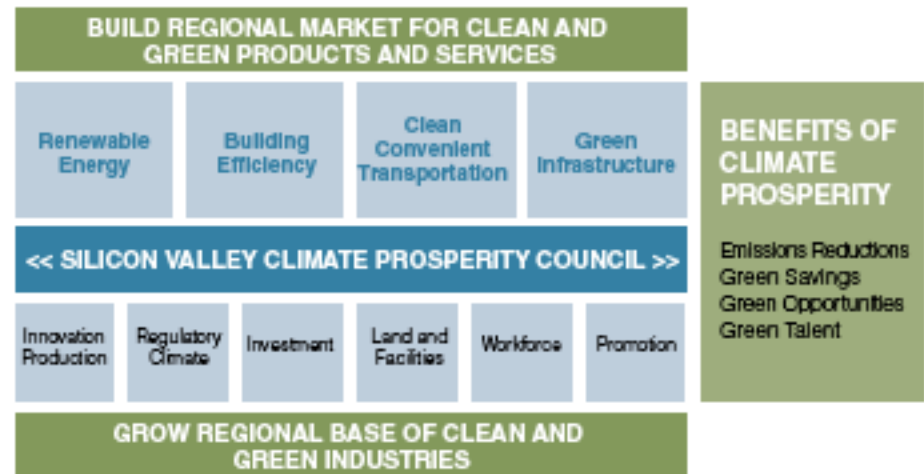 BUILD REGIONAL MARKET FOR CLEAN AND
GREEN PRODUCTS AND SERVICES
Renewable
Energy
Building
Efficiency
Clean
Convenient
Transportation
Green
Infrastructure
<< SILICON VALLEY CLIMATE PROSPERITY COUNCIL >>
Innovation
Production
Regulatory
Climate
Investment
Land and
Facilities
Workforce
Promotion
GROW REGIONAL BASE OF CLEAN AND
GREEN INDUSTRIES
BENEFITS OF
CLIMATE
PROSPERITY
Emissions Reductions
Green Savings
Green Opportunities
Green Talent